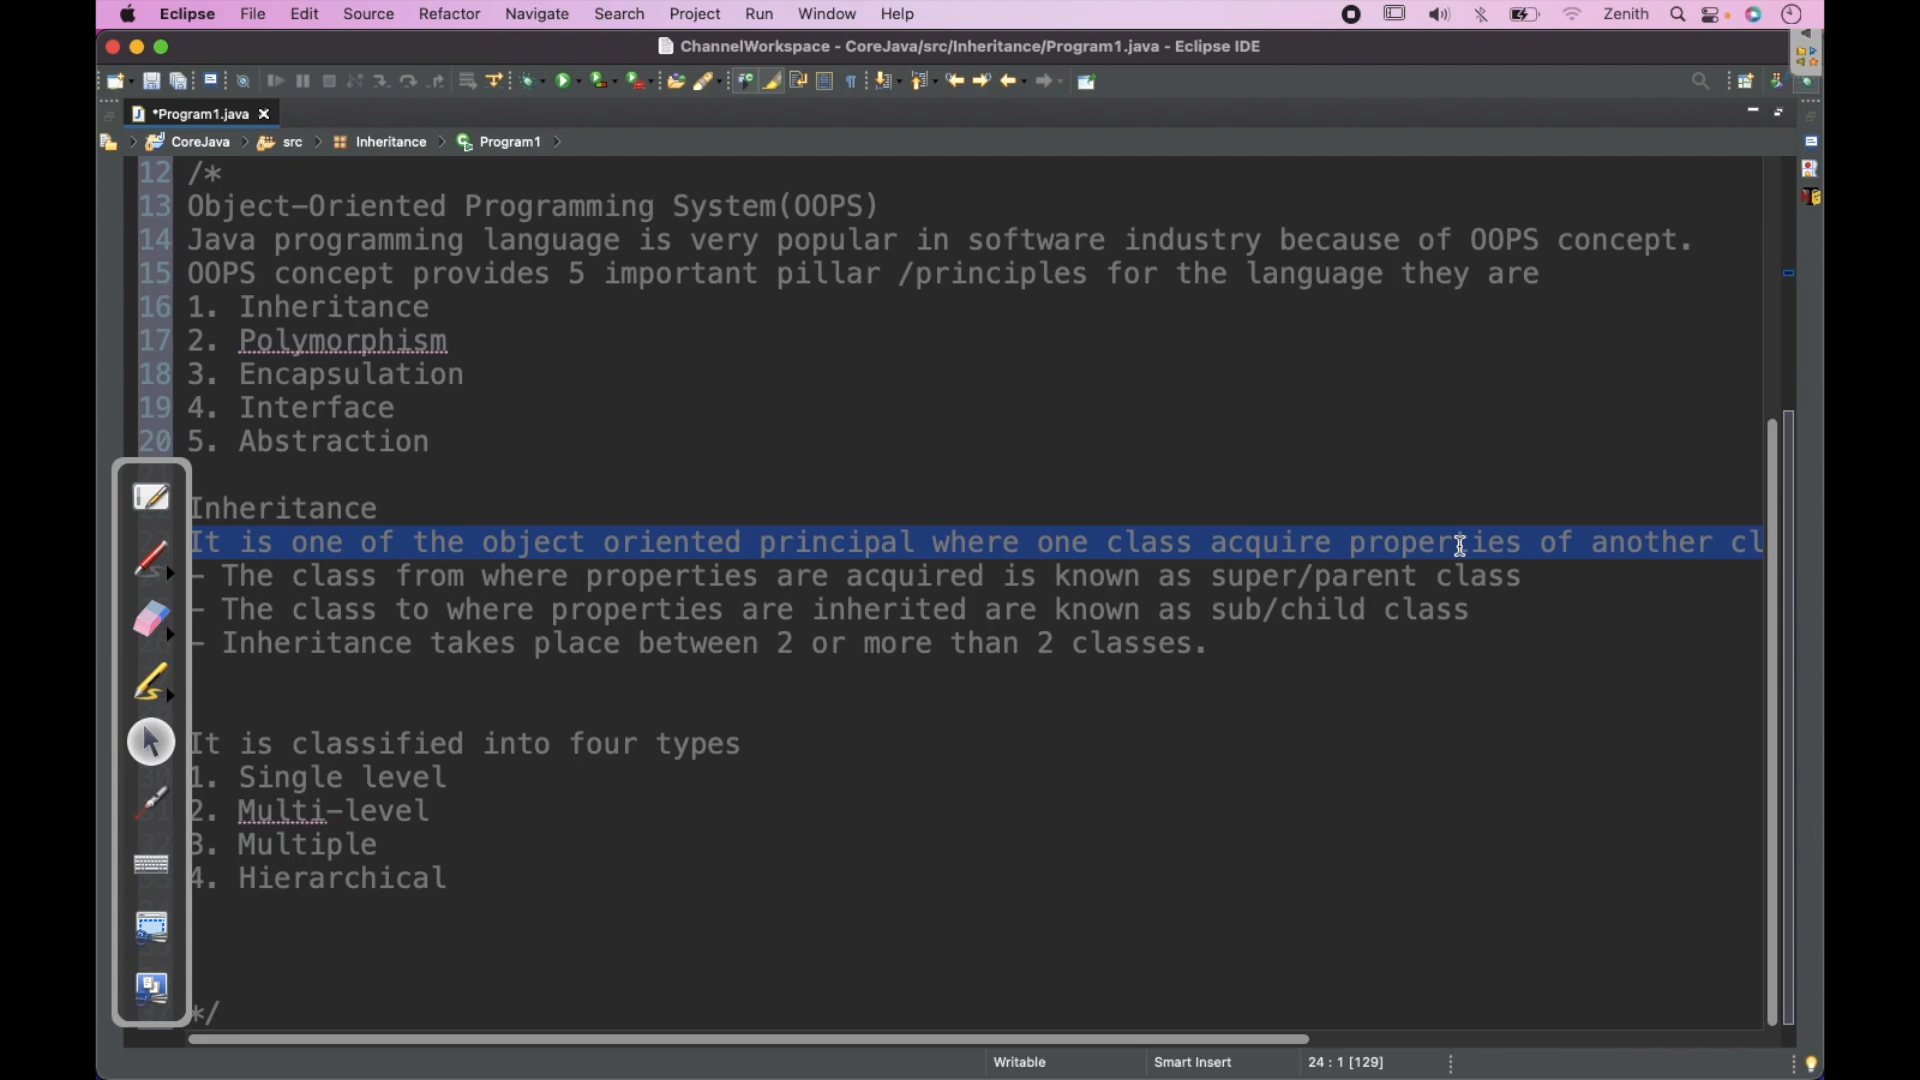 Eclipse File Edit Source Refactor Navigate Search Project Run Window Help Zenith
ChannelWorkspace - CoreJava/src/Inheritance/Program1.java - Eclipse IDE
*Program1.java
CoreJava src Inheritance Program1
12 /*
13 Object-Oriented Programming System(OOPS)
14 Java programming language is very popular in software industry because of OOPS concept.
15 OOPS concept provides 5 important pillar /principles for the language they are
16 1. Inheritance
17 2. Polymorphism
18 3. Encapsulation
19 4. Interface
20 5. Abstraction
Inheritance
It is one of the object oriented principal where one class acquire properties of another cl
- The class from where properties are acquired is known as super/parent class
- The class to where properties are inherited are known as sub/child class
- Inheritance takes place between 2 or more than 2 classes.
It is classified into four types
1. Single level
2. Multi-level
3. Multiple
4. Hierarchical
*/
Writable Smart Insert 24 : 1 [129]